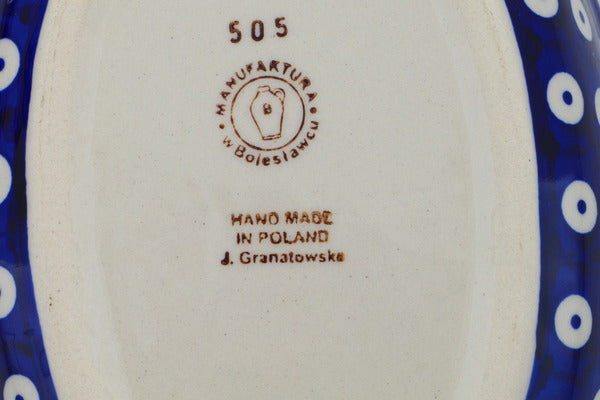 505
MANUFAKTURA
B
w Bolesławcu
HAND MADE
IN POLAND
J. Granatowska